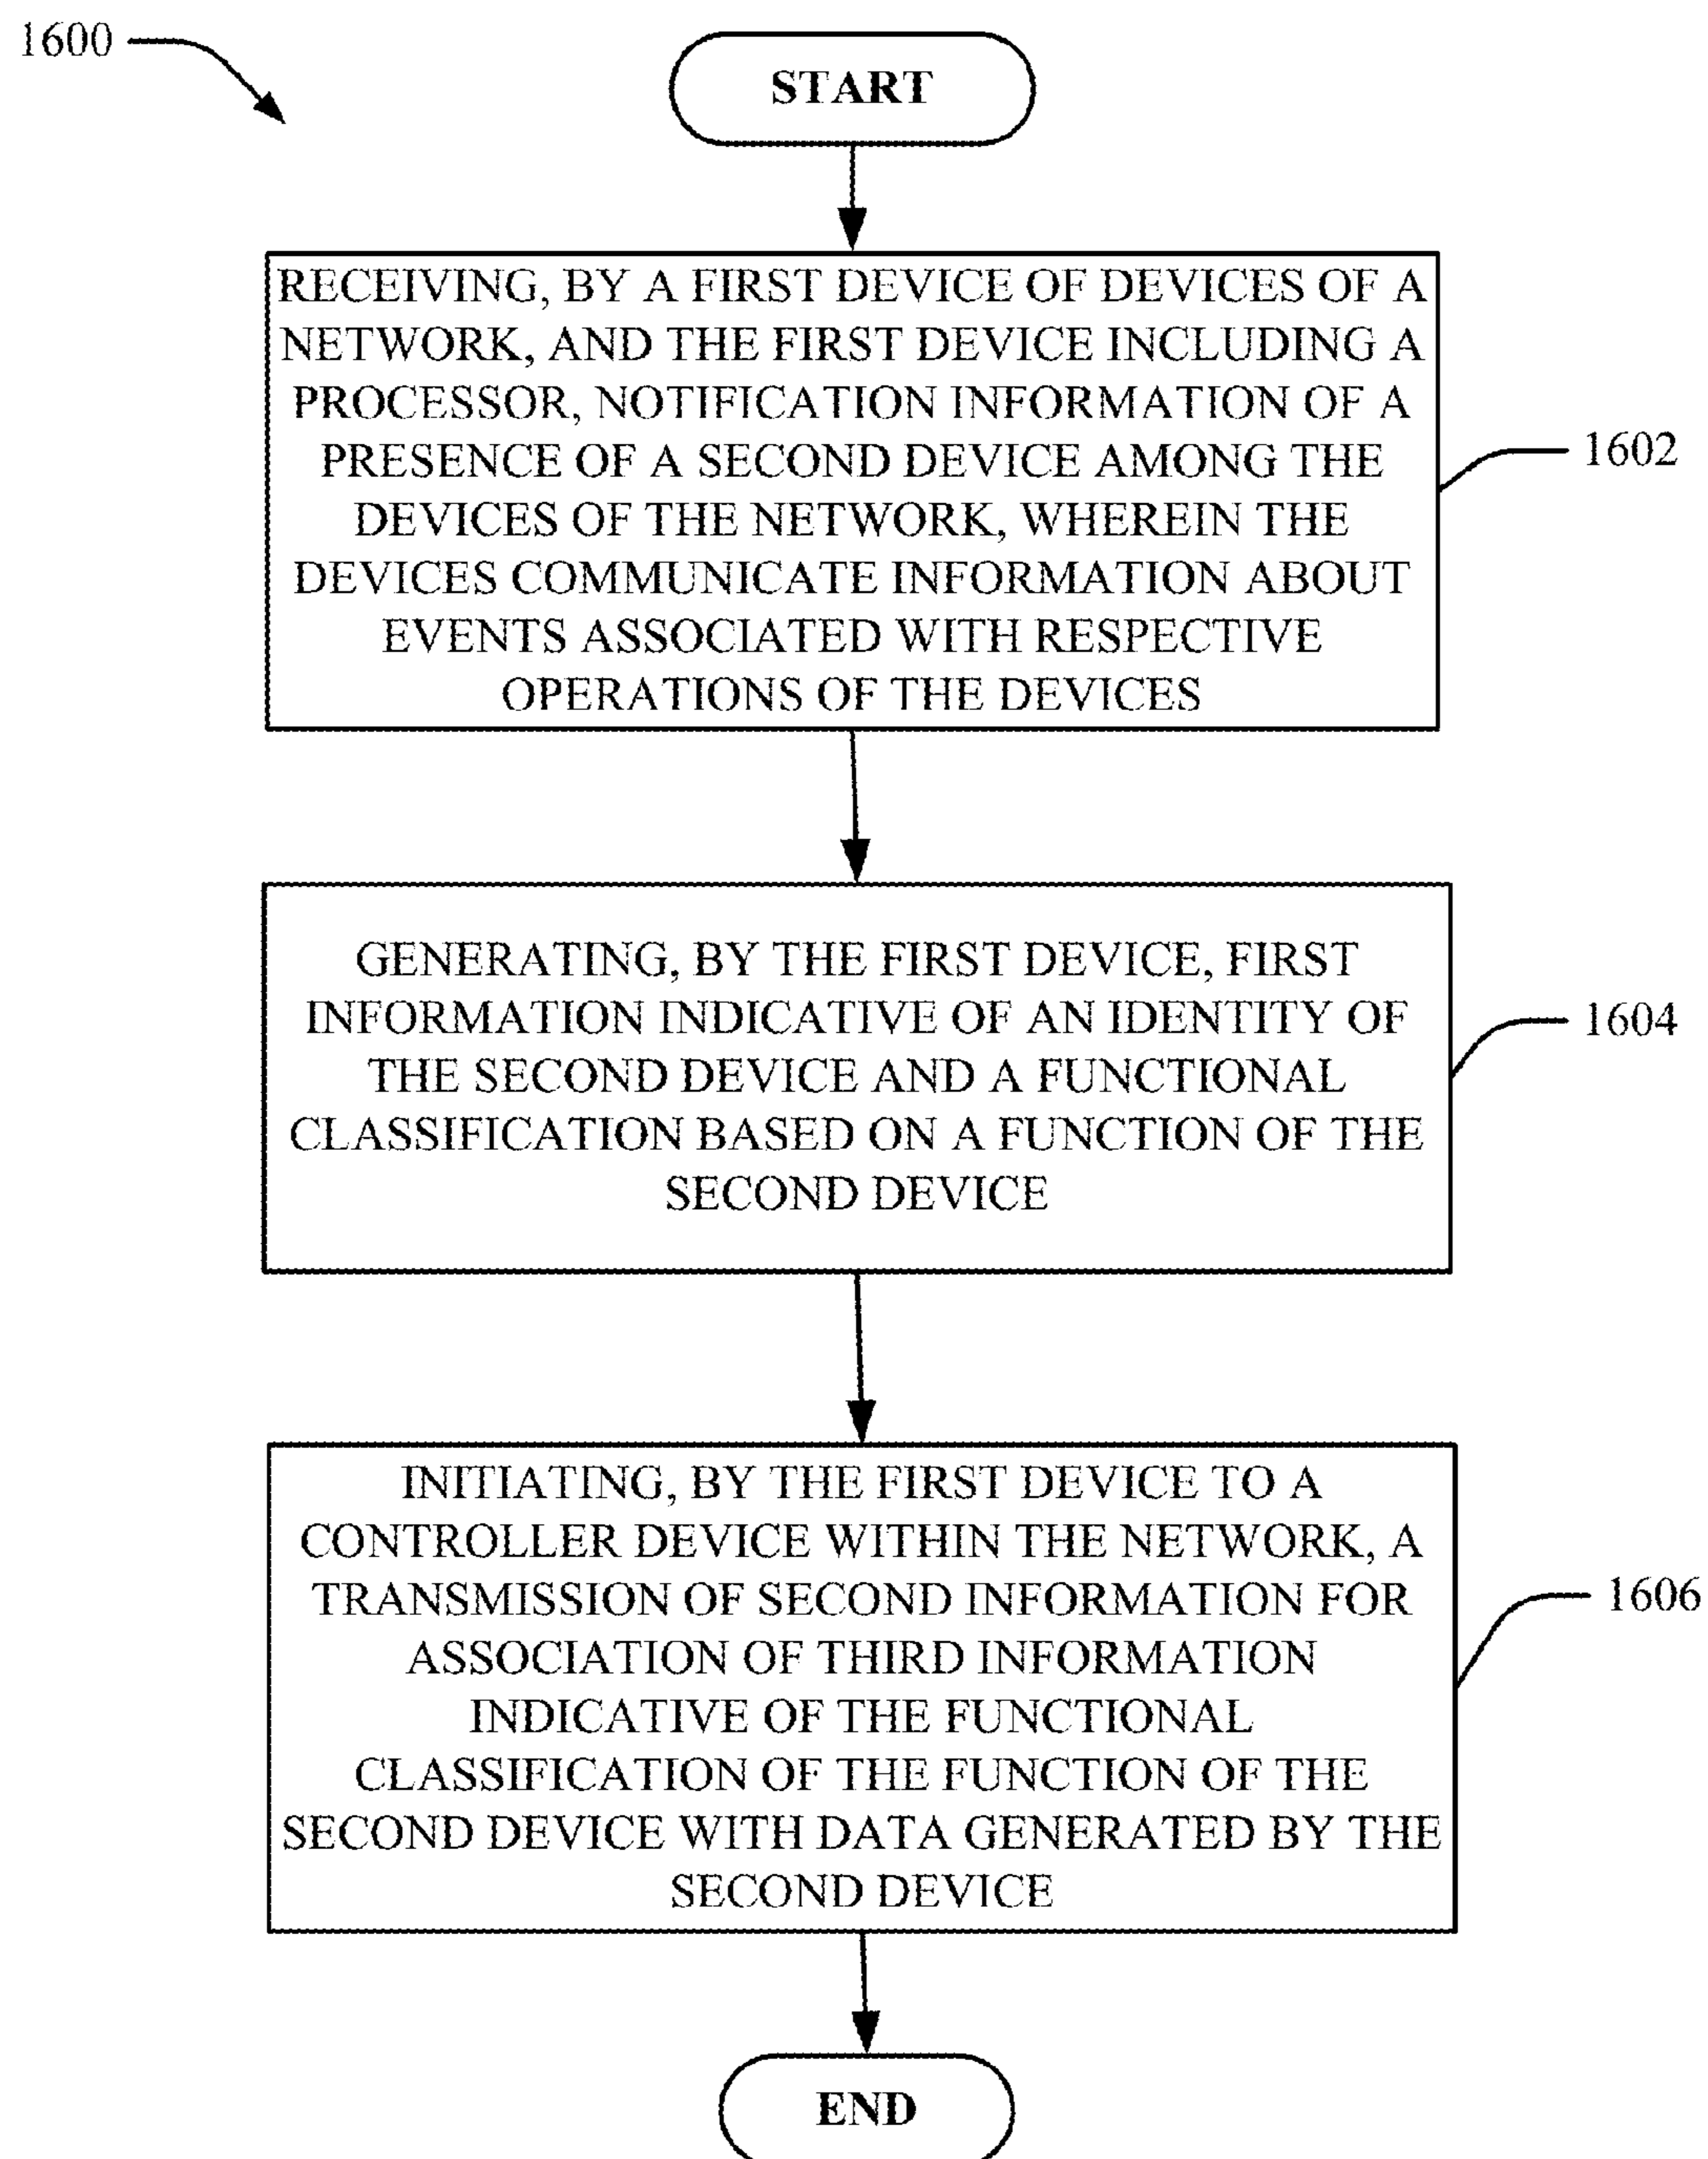 1600
START
RECEIVING, BY A FIRST DEVICE OF DEVICES OF A
NETWORK, AND THE FIRST DEVICE INCLUDING A
PROCESSOR, NOTIFICATION INFORMATION OF A
PRESENCE OF A SECOND DEVICE AMONG THE
DEVICES OF THE NETWORK, WHEREIN THE
DEVICES COMMUNICATE INFORMATION ABOUT
EVENTS ASSOCIATED WITH RESPECTIVE
OPERATIONS OF THE DEVICES
1602
GENERATING, BY THE FIRST DEVICE, FIRST
INFORMATION INDICATIVE OF AN IDENTITY OF
THE SECOND DEVICE AND A FUNCTIONAL
CLASSIFICATION BASED ON A FUNCTION OF THE
SECOND DEVICE
1604
INITIATING, BY THE FIRST DEVICE TO A
CONTROLLER DEVICE WITHIN THE NETWORK, A
TRANSMISSION OF SECOND INFORMATION FOR
ASSOCIATION OF THIRD INFORMATION
INDICATIVE OF THE FUNCTIONAL
CLASSIFICATION OF THE FUNCTION OF THE
SECOND DEVICE WITH DATA GENERATED BY THE
SECOND DEVICE
1606
END